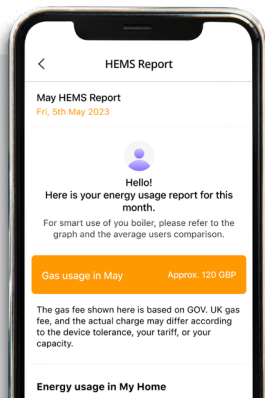 HEMS Report
May HEMS Report
Fri, 5th May 2023
Hello!
Here is your energy usage report for this
month.
For smart use of you boiler, please refer to the
graph and the average users comparison.
Gas usage in May Approx. 120 GBP
The gas fee shown here is based on GOV. UK gas
fee, and the actual charge may differ according
to the device tolerance, your tariff, or your
capacity.
Energy usage in My Home